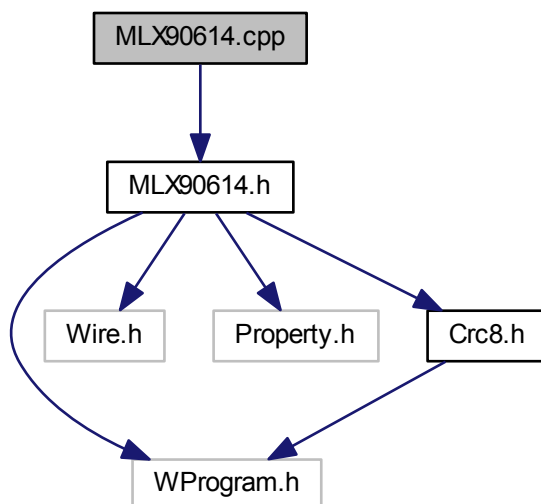 MLX90614.cpp
MLX90614.h
Wire.h
Property.h
Crc8.h
WProgram.h